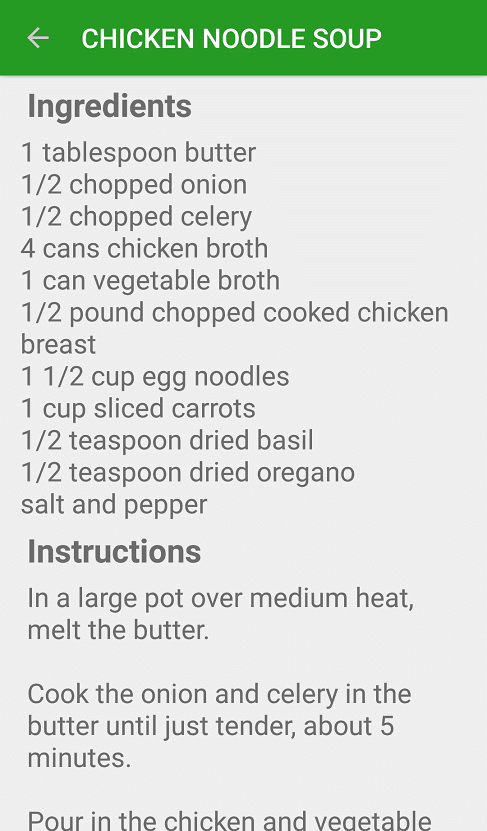 CHICKEN NOODLE SOUP
Ingredients
1 tablespoon butter
1/2 chopped onion
1/2 chopped celery
4 cans chicken broth
1 can vegetable broth
1/2 pound chopped cooked chicken
breast
1 1/2 cup egg noodles
1 cup sliced carrots
1/2 teaspoon dried basil
1/2 teaspoon dried oregano
salt and pepper
Instructions
In a large pot over medium heat,
melt the butter.
Cook the onion and celery in the
butter until just tender, about 5
minutes.
Pour in the chicken and vegetable